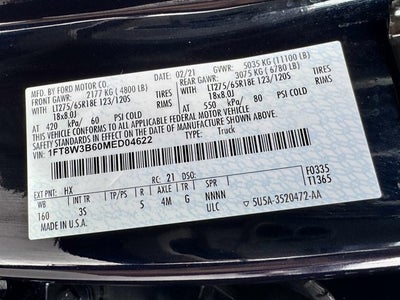 MFD. BY FORD MOTOR CO. 02/21 GVWR: 5035 KG (11100 LB)
FRONT GAWR: 2177 KG (4800 LB) REAR GAWR: 3075 KG (6780 LB)
LT275/65R18E 123/120S TIRES LT275/65R18E 123/120S TIRES
18x8.0J RIMS 18x8.0J RIMS
AT 420 kPa/ 60 PSI COLD AT 550 kPa/ 80 PSI COLD
THIS VEHICLE CONFORMS TO ALL APPLICABLE FEDERAL MOTOR VEHICLE
SAFETY STANDARDS IN EFFECT ON THE DATE OF MANUFACTURE SHOWN ABOVE.
VIN: 1FT8W3B60MED04622 Truck
F0335
T1365
EXT PNT: HX RC: 21 DSO:
WB INT TR TP/PS R AXLE TR SPR
160 35 5 4M G NNNN
ULC ▽ 5U5A-3520472-AA
MADE IN U.S.A.